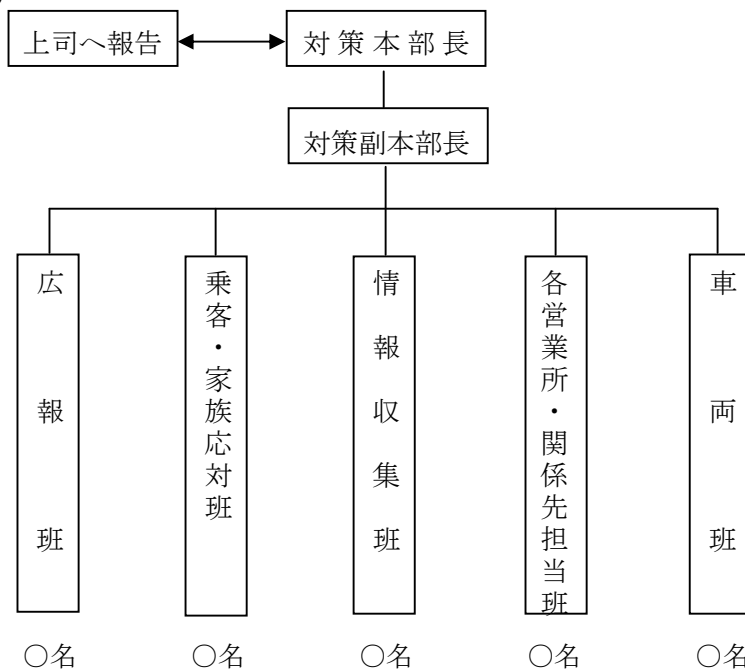 上司へ報告
対策本部長
対策副本部長
広報班
乗客・家族応対班
情報収集班
各営業所・関係先担当班
車両班
○名
○名
○名
○名
○名